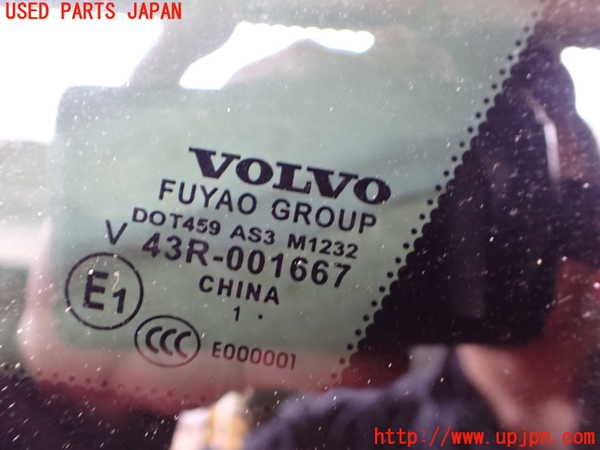 USED PARTS JAPAN
VOLVO
FUYAO GROUP
DOT459 AS3 M1232
V 43R-001667
E1
CHINA
1 ·
CCC E000001
http://www.upjpn.com/